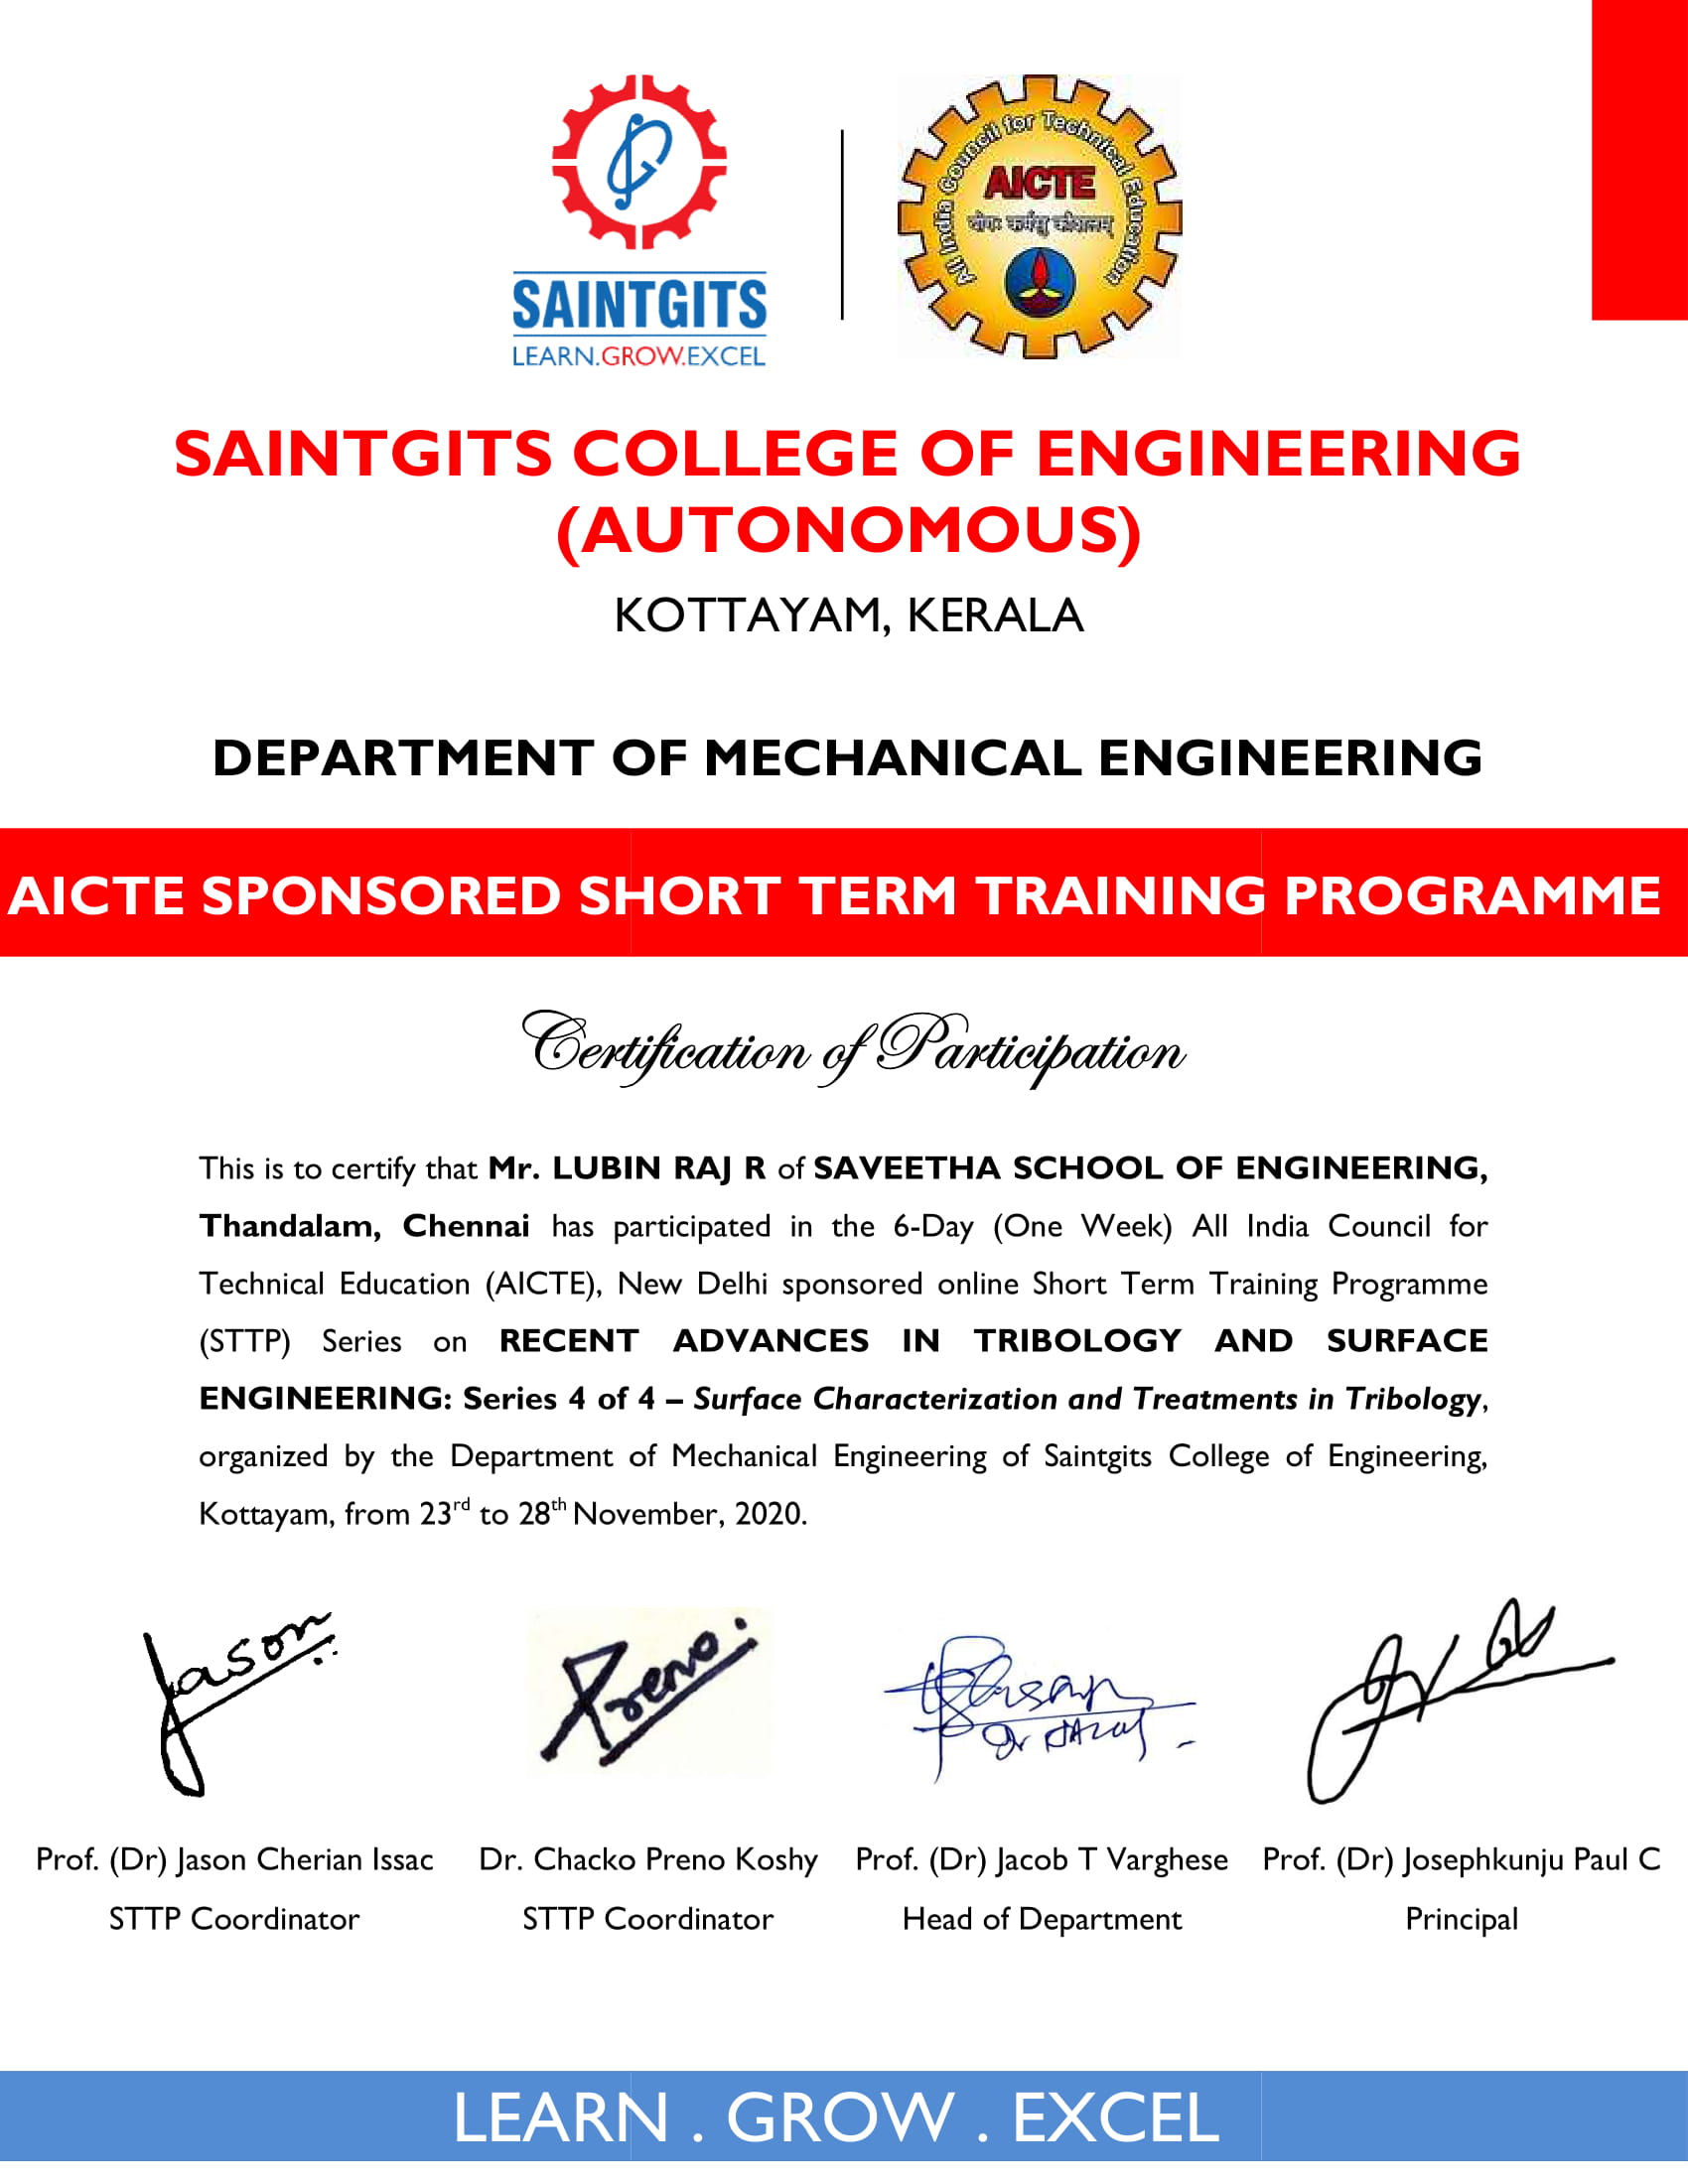 All India Council for Technical Education
AICTE
योगः कर्मसु कौशलम्
SAINTGITS
LEARN.GROW.EXCEL
SAINTGITS COLLEGE OF ENGINEERING
(AUTONOMOUS)
KOTTAYAM, KERALA
DEPARTMENT OF MECHANICAL ENGINEERING
AICTE SPONSORED SHORT TERM TRAINING PROGRAMME
Certification of Participation
This is to certify that Mr. LUBIN RAJ R of SAVEETHA SCHOOL OF ENGINEERING,
Thandalam, Chennai has participated in the 6-Day (One Week) All India Council for
Technical Education (AICTE), New Delhi sponsored online Short Term Training Programme
(STTP) Series on RECENT ADVANCES IN TRIBOLOGY AND SURFACE
ENGINEERING: Series 4 of 4 – Surface Characterization and Treatments in Tribology,
organized by the Department of Mechanical Engineering of Saintgits College of Engineering,
Kottayam, from 23rd to 28th November, 2020.
Jason
Preno
Prof. (Dr) Jason Cherian Issac Dr. Chacko Preno Koshy Prof. (Dr) Jacob T Varghese Prof. (Dr) Josephkunju Paul C
STTP Coordinator STTP Coordinator Head of Department Principal
LEARN . GROW . EXCEL